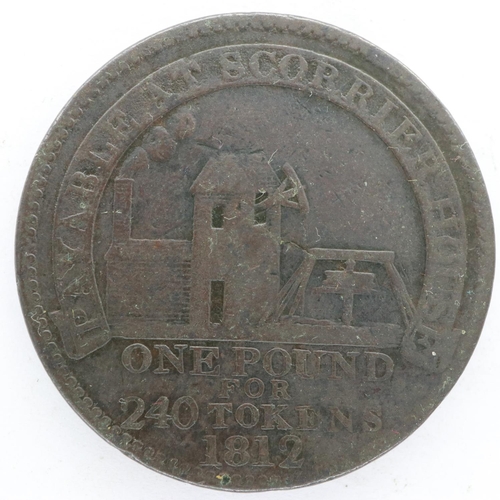 PAYABLE AT SCORRIER HOUSE
ONE POUND
FOR
240 TOKENS
1812